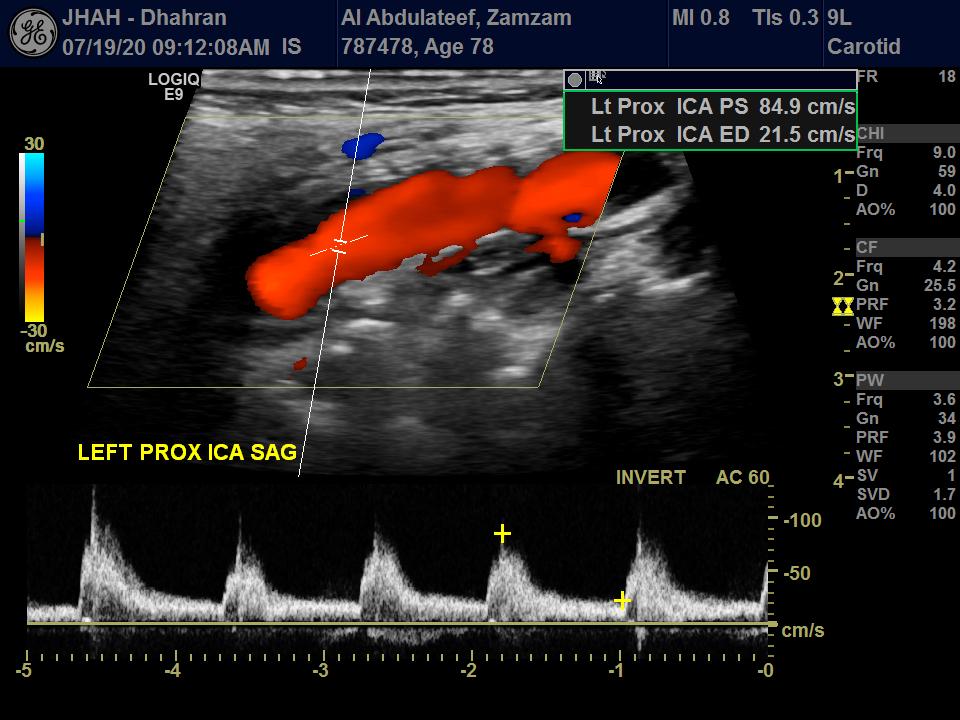 JHAH - Dhahran
07/19/20 09:12:08AM IS
Al Abdulateef, Zamzam
787478, Age 78
MI 0.8 TIs 0.3
9L
Carotid
LOGIQ
E9
Lt Prox ICA PS 84.9 cm/s
Lt Prox ICA ED 21.5 cm/s
FR 18
CHI
Frq 9.0
Gn 59
D 4.0
AO% 100
CF
Frq 4.2
Gn 25.5
PRF 3.2
WF 198
AO% 100
PW
Frq 3.6
Gn 34
PRF 3.9
WF 102
SV 1
SVD 1.7
AO% 100
30
-30
cm/s
1
2
3
4
LEFT PROX ICA SAG
INVERT AC 60
-100
-50
cm/s
-5 -4 -3 -2 -1 -0